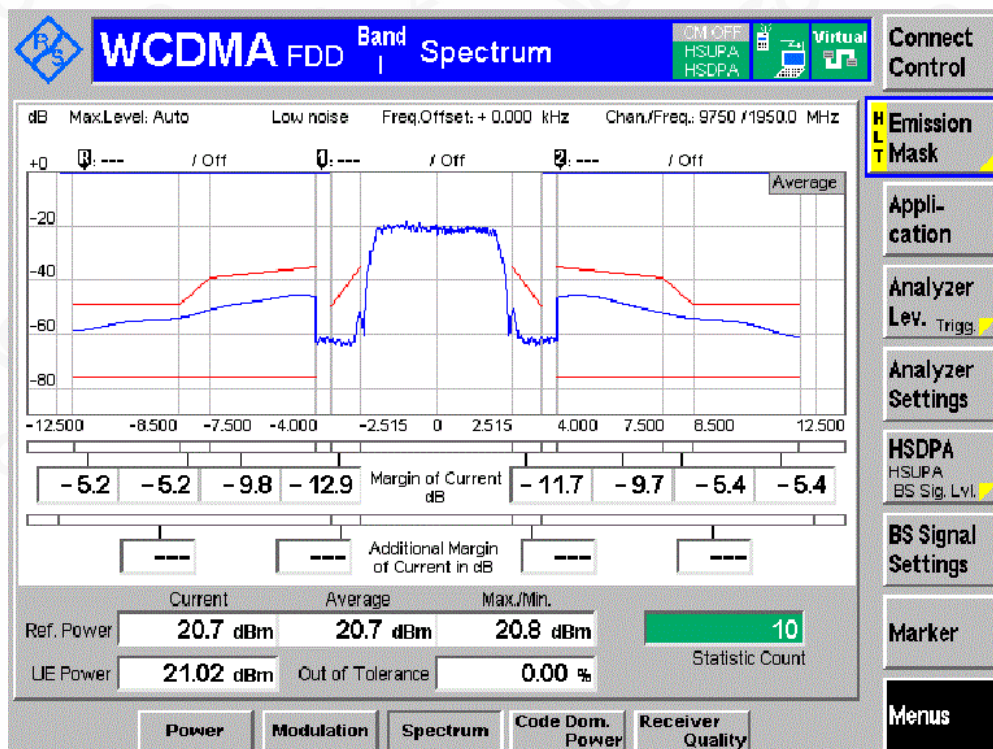 R S
WCDMA FDD Band I Spectrum
CM OFF
HSUPA
HSDPA
Virtual
Connect Control
dB Max.Level: Auto Low noise Freq.Offset: + 0.000 kHz Chan./Freq.: 9750 / 1950.0 MHz
H L T
Emission Mask
+0 R: --- / Off 1: --- / Off 2: --- / Off
Average
-20
-40
-60
-80
-12.500 -8.500 -7.500 -4.000 -2.515 0 2.515 4.000 7.500 8.500 12.500
Appli-
cation
Analyzer
Lev. Trigg.
Analyzer
Settings
HSDPA
HSUPA
BS Sig. Lvl.
- 5.2 - 5.2 - 9.8 - 12.9 Margin of Current dB - 11.7 - 9.7 - 5.4 - 5.4
--- --- Additional Margin of Current in dB --- ---
BS Signal
Settings
Current Average Max./Min.
Ref. Power 20.7 dBm 20.7 dBm 20.8 dBm 10
Statistic Count
UE Power 21.02 dBm Out of Tolerance 0.00 %
Marker
Menus
Power Modulation Spectrum Code Dom. Power Receiver Quality